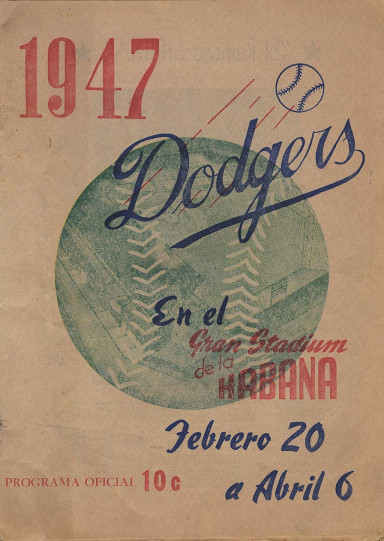 1947
Dodgers
En el
Gran Stadium
de la
HABANA
Febrero 20
a Abril 6
PROGRAMA OFICIAL 10c